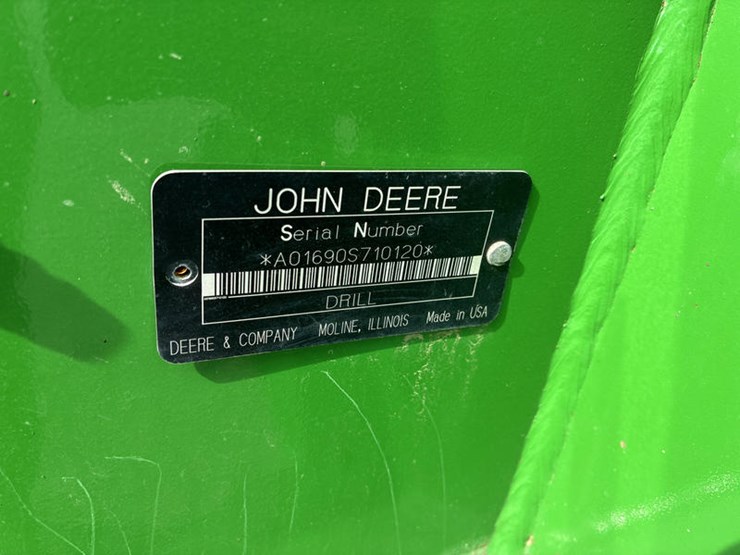 JOHN DEERE
Serial Number
*A01690S710120*
DRILL
DEERE & COMPANY MOLINE, ILLINOIS Made in USA